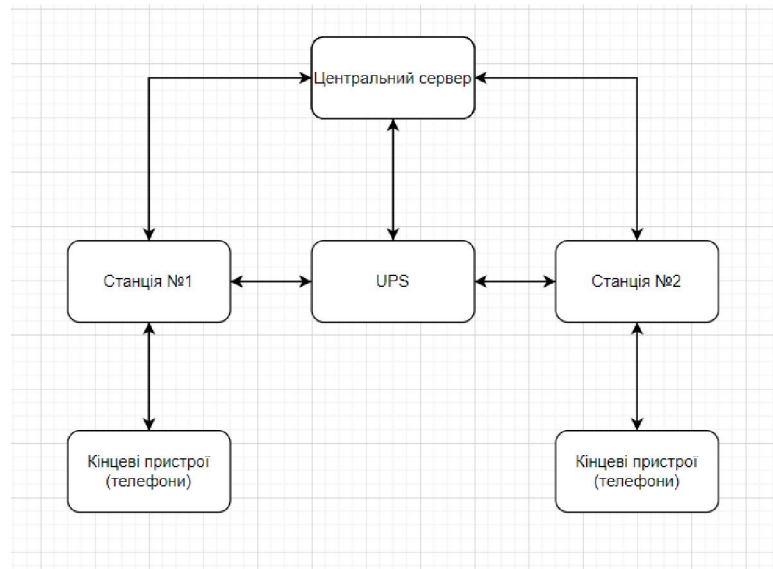 Центральний сервер
Станція №1
UPS
Станція №2
Кінцеві пристрої
(телефони)
Кінцеві пристрої
(телефони)